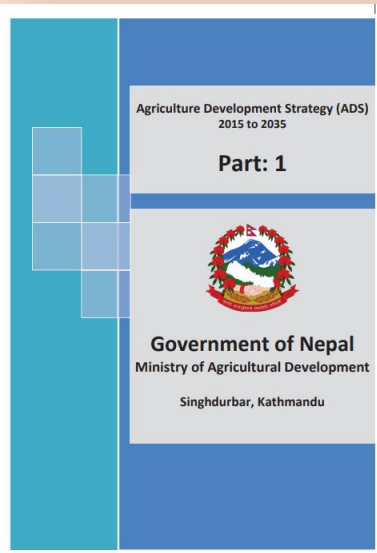 Agriculture Development Strategy (ADS)
2015 to 2035
Part: 1
Government of Nepal
Ministry of Agricultural Development
Singhdurbar, Kathmandu